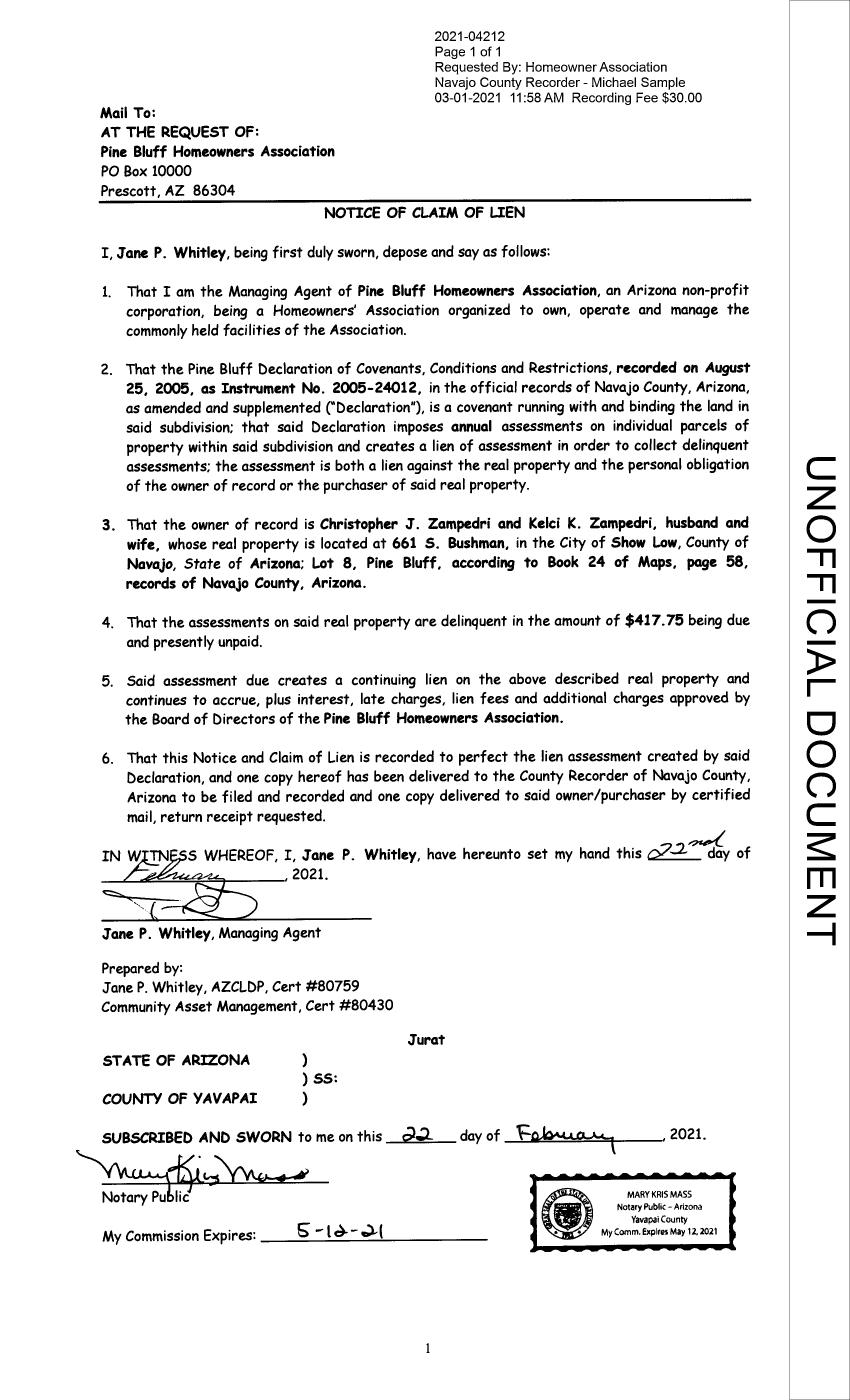 2021-04212
Page 1 of 1
Requested By: Homeowner Association
Navajo County Recorder - Michael Sample
03-01-2021 11:58 AM Recording Fee $30.00
Mail To:
AT THE REQUEST OF:
Pine Bluff Homeowners Association
PO Box 10000
Prescott, AZ 86304
NOTICE OF CLAIM OF LIEN
I, Jane P. Whitley, being first duly sworn, depose and say as follows:
1. That I am the Managing Agent of Pine Bluff Homeowners Association, an Arizona non-profit
corporation, being a Homeowners' Association organized to own, operate and manage the
commonly held facilities of the Association.
2. That the Pine Bluff Declaration of Covenants, Conditions and Restrictions, recorded on August
25, 2005, as Instrument No. 2005-24012, in the official records of Navajo County, Arizona,
as amended and supplemented ("Declaration"), is a covenant running with and binding the land in
said subdivision; that said Declaration imposes annual assessments on individual parcels of
property within said subdivision and creates a lien of assessment in order to collect delinquent
assessments; the assessment is both a lien against the real property and the personal obligation
of the owner of record or the purchaser of said real property.
3. That the owner of record is Christopher J. Zampedri and Kelci K. Zampedri, husband and
wife, whose real property is located at 661 S. Bushman, in the City of Show Low, County of
Navajo, State of Arizona; Lot 8, Pine Bluff, according to Book 24 of Maps, page 58,
records of Navajo County, Arizona.
4. That the assessments on said real property are delinquent in the amount of $417.75 being due
and presently unpaid.
5. Said assessment due creates a continuing lien on the above described real property and
continues to accrue, plus interest, late charges, lien fees and additional charges approved by
the Board of Directors of the Pine Bluff Homeowners Association.
6. That this Notice and Claim of Lien is recorded to perfect the lien assessment created by said
Declaration, and one copy hereof has been delivered to the County Recorder of Navajo County,
Arizona to be filed and recorded and one copy delivered to said owner/purchaser by certified
mail, return receipt requested.
IN WITNESS WHEREOF, I, Jane P. Whitley, have hereunto set my hand this 22nd day of
February, 2021.
Jane P. Whitley, Managing Agent
Prepared by:
Jane P. Whitley, AZCLDP, Cert #80759
Community Asset Management, Cert #80430
Jurat
STATE OF ARIZONA )
) SS:
COUNTY OF YAVAPAI )
SUBSCRIBED AND SWORN to me on this 22 day of February, 2021.
Mary Kris Mass
Notary Public
My Commission Expires: 5-12-21
MARY KRIS MASS
Notary Public – Arizona
Yavapai County
My Comm. Expires May 12, 2021
1
UNOFFICIAL DOCUMENT